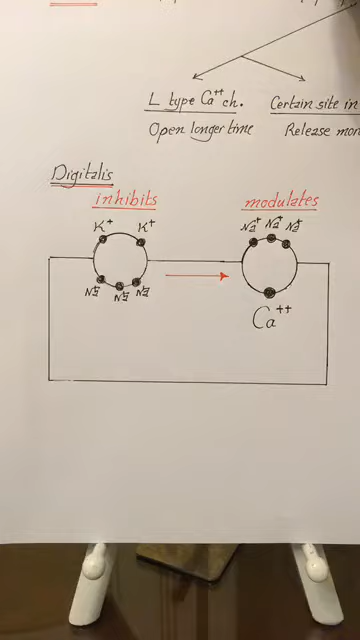 L type Ca++ ch.
Open longer time
Certain site in
Release mor
Digitalis
inhibits
modulates
K+ K+
Na+ Na+ Na+
Na+ Na+ Na+
Ca++